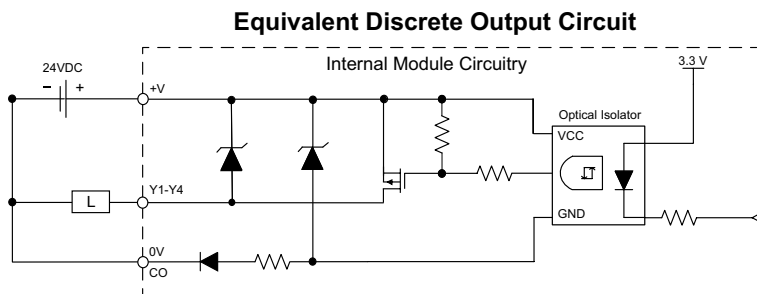 Equivalent Discrete Output Circuit
Internal Module Circuitry
24VDC
− +
+V
3.3 V
Optical Isolator
VCC
Y1-Y4
L
GND
0V
CO